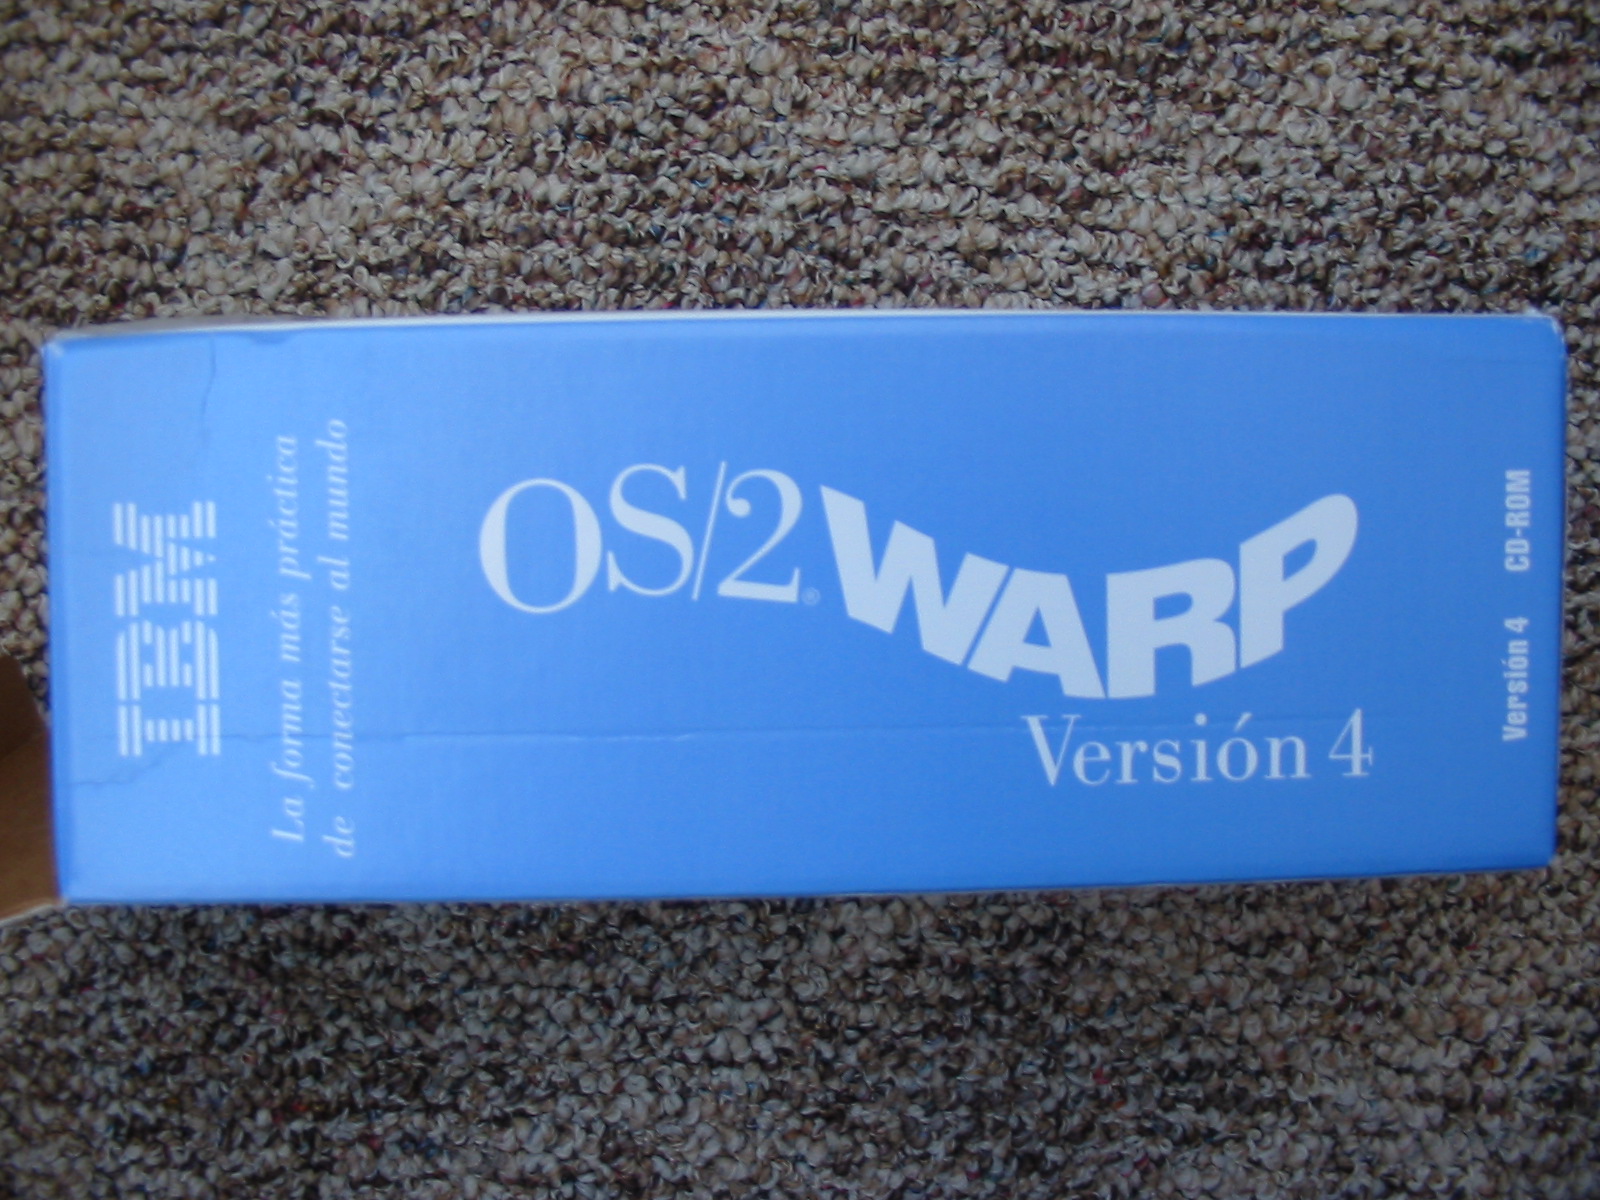 IBM
La forma más práctica
de conectarse al mundo
OS/2® WARP
Versión 4
Versión 4 CD-ROM